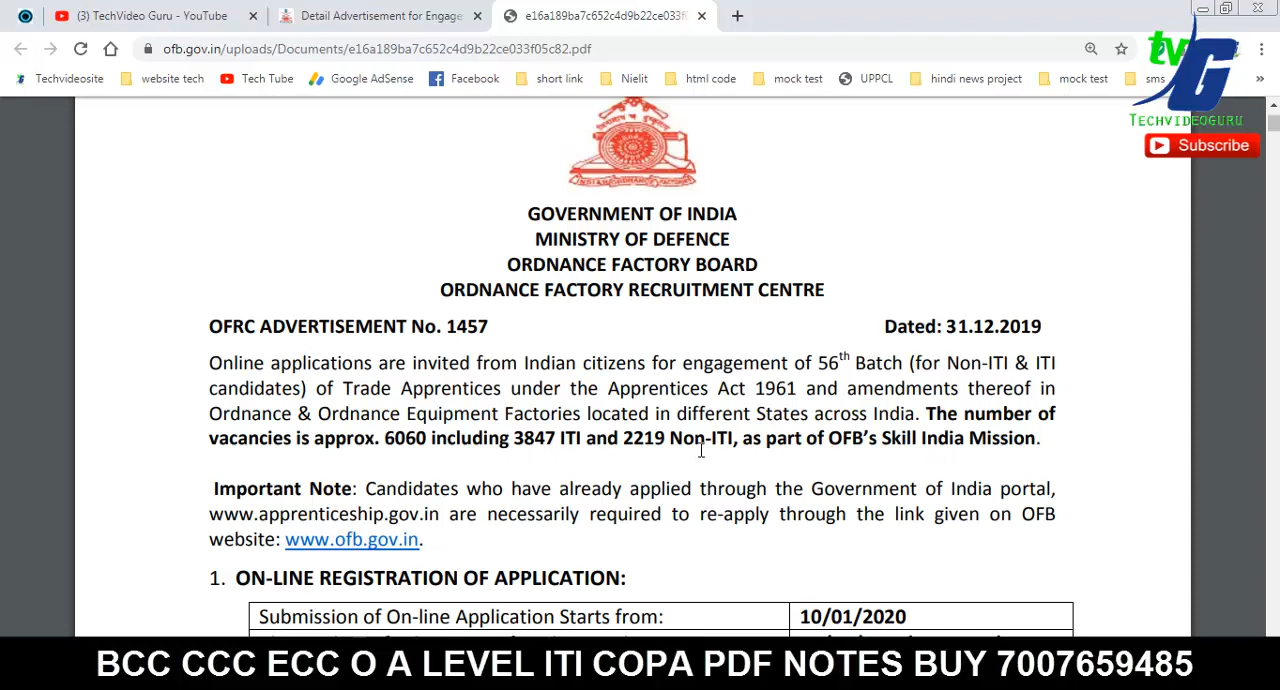 (3) TechVideo Guru - YouTube
Detail Advertisement for Engage
e16a189ba7c652c4d9b22ce033f0
ofb.gov.in/uploads/Documents/e16a189ba7c652c4d9b22ce033f05c82.pdf
Techvideosite website tech Tech Tube Google AdSense Facebook short link Nielit html code mock test UPPCL hindi news project mock test sms
TECHVIDEOGURU
Subscribe
GOVERNMENT OF INDIA
MINISTRY OF DEFENCE
ORDNANCE FACTORY BOARD
ORDNANCE FACTORY RECRUITMENT CENTRE
OFRC ADVERTISEMENT No. 1457 Dated: 31.12.2019
Online applications are invited from Indian citizens for engagement of 56th Batch (for Non-ITI & ITI
candidates) of Trade Apprentices under the Apprentices Act 1961 and amendments thereof in
Ordnance & Ordnance Equipment Factories located in different States across India. The number of
vacancies is approx. 6060 including 3847 ITI and 2219 Non-ITI, as part of OFB's Skill India Mission.
Important Note: Candidates who have already applied through the Government of India portal,
www.apprenticeship.gov.in are necessarily required to re-apply through the link given on OFB
website: www.ofb.gov.in.
1. ON-LINE REGISTRATION OF APPLICATION:
Submission of On-line Application Starts from: 10/01/2020
BCC CCC ECC O A LEVEL ITI COPA PDF NOTES BUY 7007659485